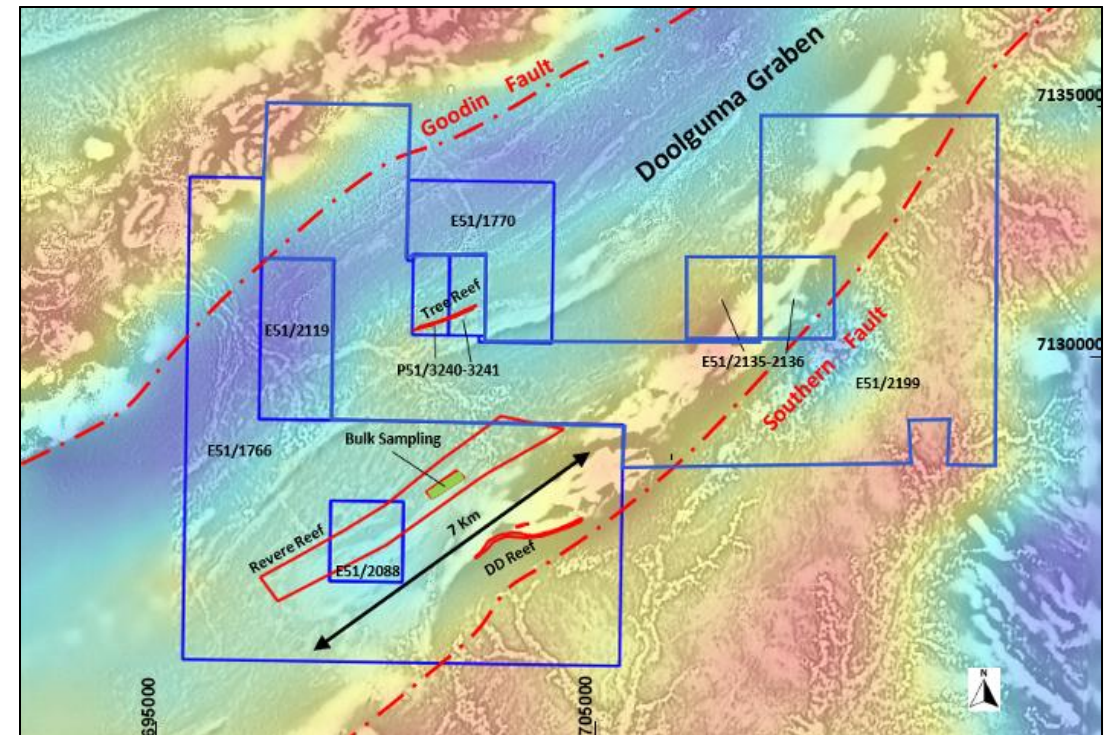 Goodin Fault
Doolgunna Graben
7135000
E51/1770
Tree Reef
E51/2119
P51/3240-3241
7130000
E51/2135-2136
Southern Fault
E51/2199
Bulk Sampling
E51/1766
7 Km
Revere Reef
DD Reef
E51/2088
N
695000
705000